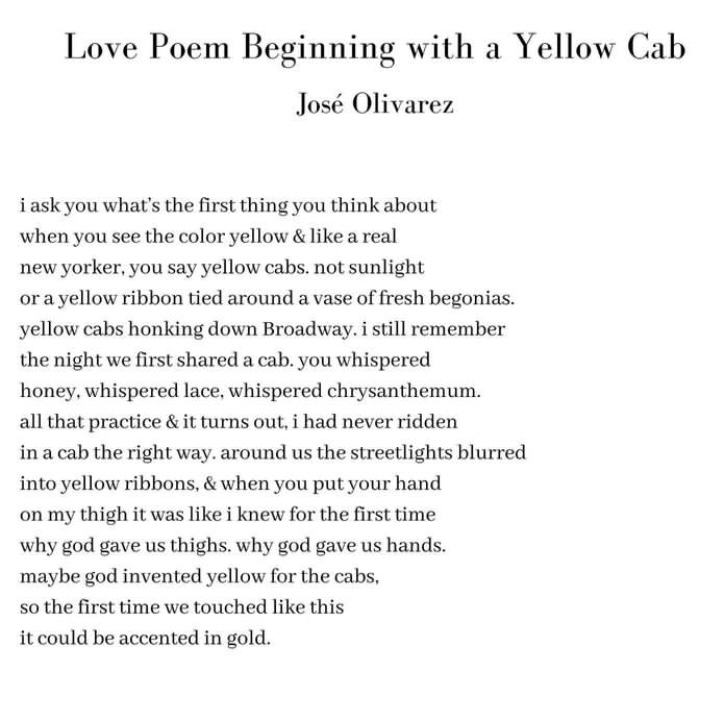 Love Poem Beginning with a Yellow Cab
José Olivarez
i ask you what's the first thing you think about
when you see the color yellow & like a real
new yorker, you say yellow cabs. not sunlight
or a yellow ribbon tied around a vase of fresh begonias.
yellow cabs honking down Broadway. i still remember
the night we first shared a cab. you whispered
honey, whispered lace, whispered chrysanthemum.
all that practice & it turns out, i had never ridden
in a cab the right way. around us the streetlights blurred
into yellow ribbons, & when you put your hand
on my thigh it was like i knew for the first time
why god gave us thighs. why god gave us hands.
maybe god invented yellow for the cabs,
so the first time we touched like this
it could be accented in gold.